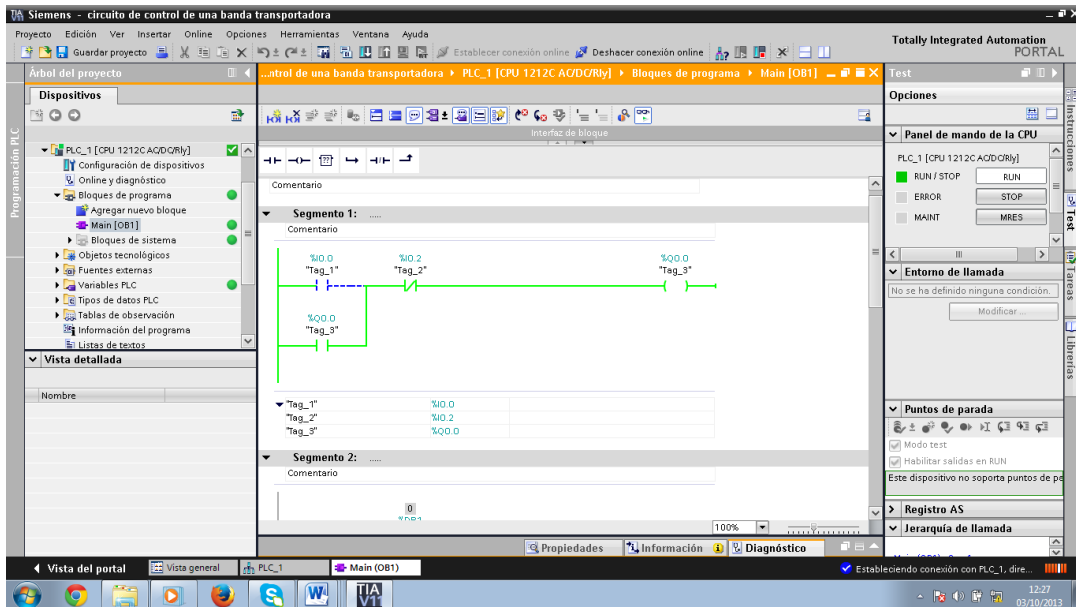 Siemens - circuito de control de una banda transportadora
Proyecto Edición Ver Insertar Online Opciones Herramientas Ventana Ayuda
Totally Integrated Automation
PORTAL
Guardar proyecto
Establecer conexión online
Deshacer conexión online
Árbol del proyecto
...ntrol de una banda transportadora
PLC_1 [CPU 1212C AC/DC/Rly]
Bloques de programa
Main [OB1]
Test
Dispositivos
Opciones
Programación PLC
PLC_1 [CPU 1212C AC/DC/Rly]
Configuración de dispositivos
Online y diagnóstico
Bloques de programa
Agregar nuevo bloque
Main [OB1]
Bloques de sistema
Objetos tecnológicos
Fuentes externas
Variables PLC
Tipos de datos PLC
Tablas de observación
Información del programa
Listas de textos
Vista detallada
Nombre
Interfaz de bloque
Comentario
Segmento 1: .....
Comentario
%I0.0
"Tag_1"
%I0.2
"Tag_2"
%Q0.0
"Tag_3"
%Q0.0
"Tag_3"
"Tag_1" %I0.0
"Tag_2" %I0.2
"Tag_3" %Q0.0
Segmento 2: .....
Comentario
0
%DB1
100%
Panel de mando de la CPU
PLC_1 [CPU 1212C AC/DC/Rly]
RUN / STOP RUN
ERROR STOP
MAINT MRES
Entorno de llamada
No se ha definido ninguna condición.
Modificar ...
Puntos de parada
Modo test
Habilitar salidas en RUN
Este dispositivo no soporta puntos de pa
Registro AS
Jerarquía de llamada
Instrucciones
Test
Tareas
Librerías
Propiedades
Información
Diagnóstico
Vista del portal
Vista general
PLC_1
Main (OB1)
Estableciendo conexión con PLC_1, dire...
TIA
V11
12:27
03/10/2013